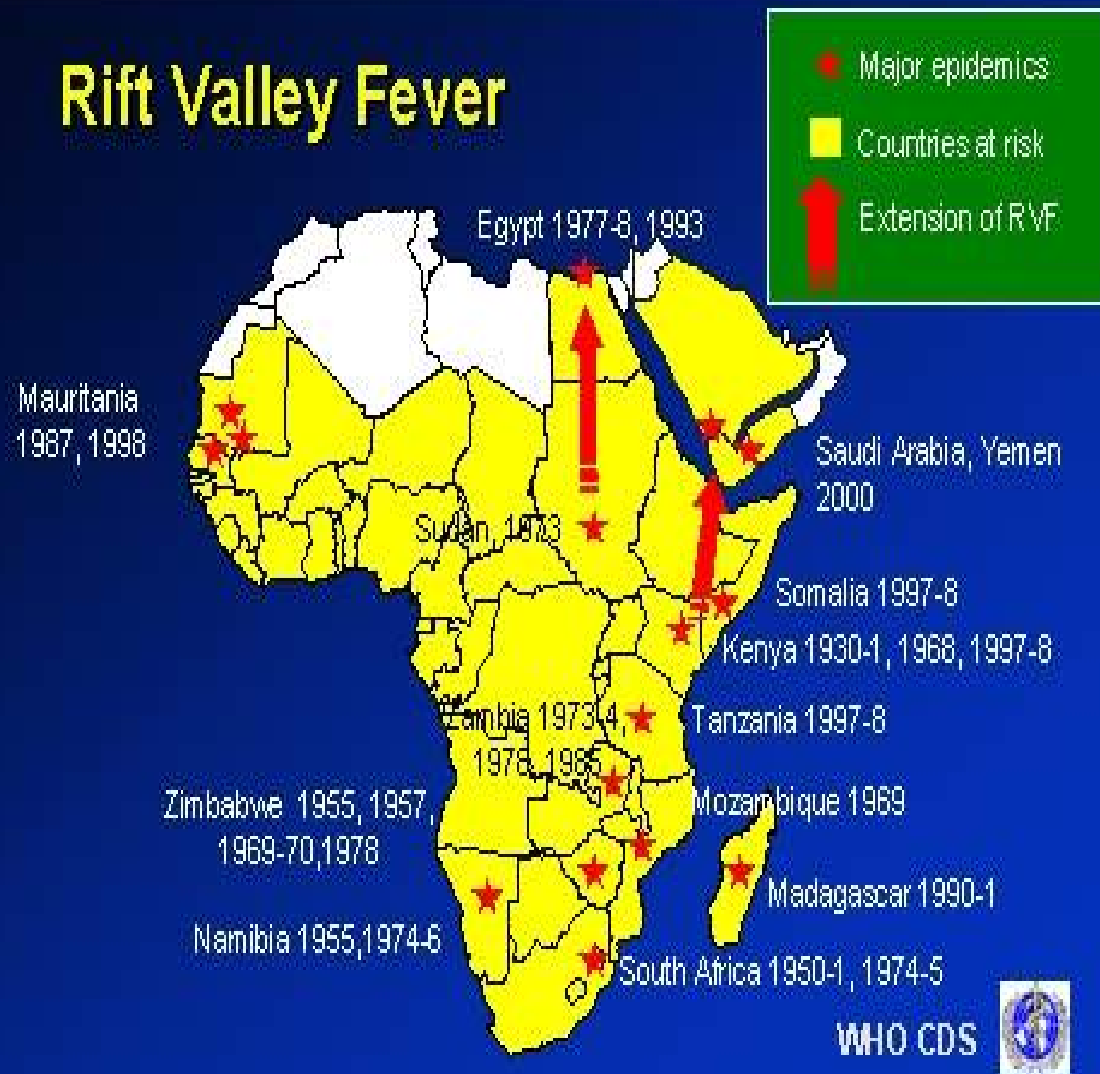 Rift Valley Fever
Major epidemics
Countries at risk
Extension of RVF
Egypt 1977-8, 1993
Mauritania
1987, 1998
Saudi Arabia, Yemen
2000
Sudan, 1973
Somalia 1997-8
Kenya 1930-1, 1968, 1997-8
Zambia 1973-4,
1978, 1985
Tanzania 1997-8
Zimbabwe 1955, 1957,
1969-70,1978
Mozambique 1969
Madagascar 1990-1
Namibia 1955,1974-6
South Africa 1950-1, 1974-5
WHO CDS